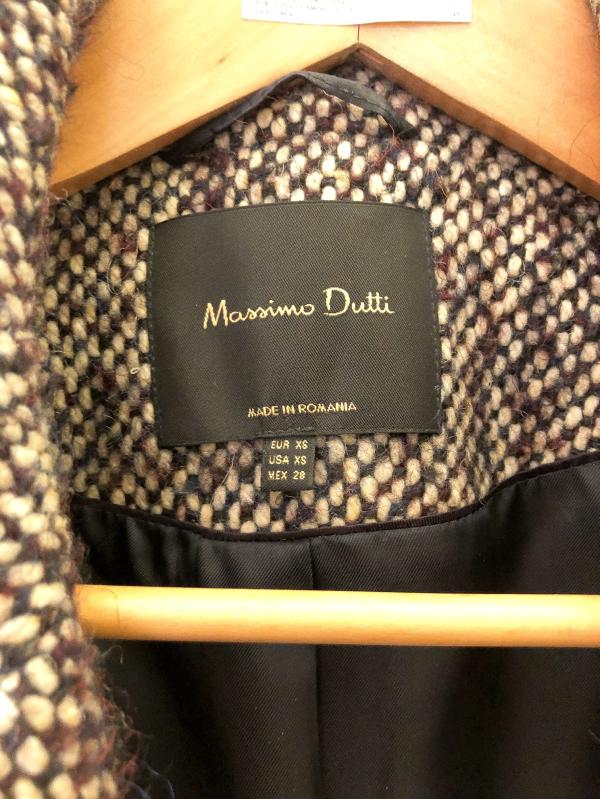 Massimo Dutti
MADE IN ROMANIA
EUR XS
USA XS
MEX 28